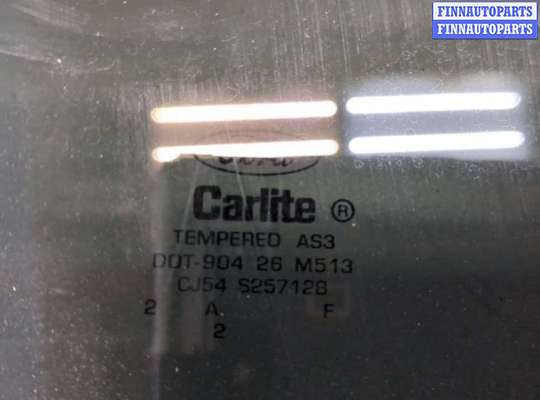 FINNAUTOPARTS
FINNAUTOPARTS
Carlite ®
TEMPERED AS3
DOT-904 26 M513
CJ54 S257128
2 A F
2